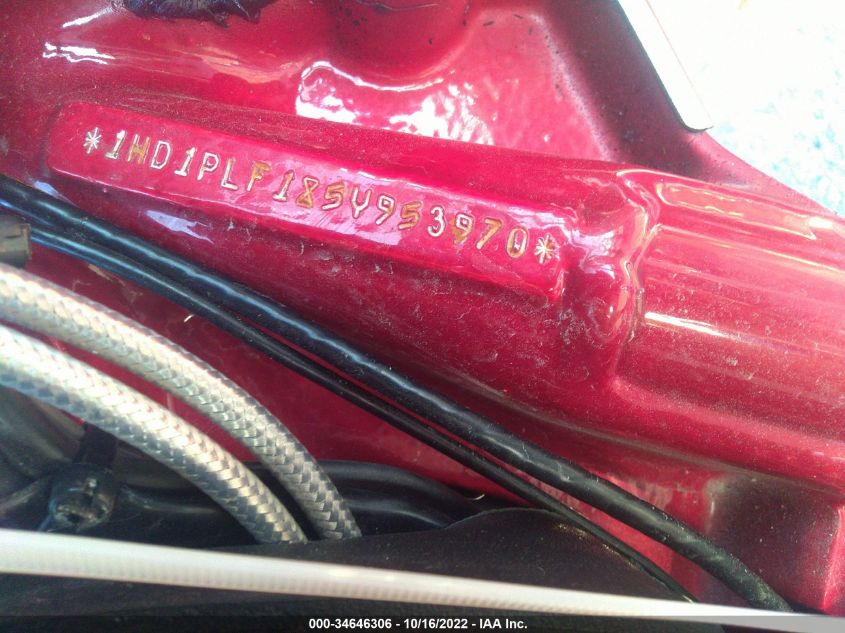 *1HD1PLF185Y953970*
000-34646306 - 10/16/2022 - IAA Inc.